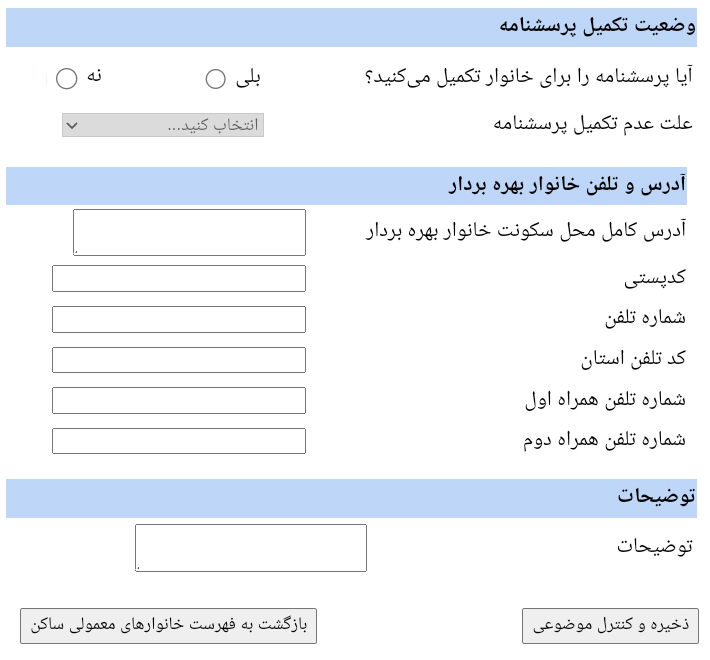 وضعیت تکمیل پرسشنامه
آیا پرسشنامه را برای خانوار تکمیل می‌کنید؟ بلی نه
علت عدم تکمیل پرسشنامه انتخاب کنید...
آدرس و تلفن خانوار بهره بردار
آدرس کامل محل سکونت خانوار بهره بردار
کدپستی
شماره تلفن
کد تلفن استان
شماره تلفن همراه اول
شماره تلفن همراه دوم
توضیحات
توضیحات
ذخیره و کنترل موضوعی بازگشت به فهرست خانوارهای معمولی ساکن